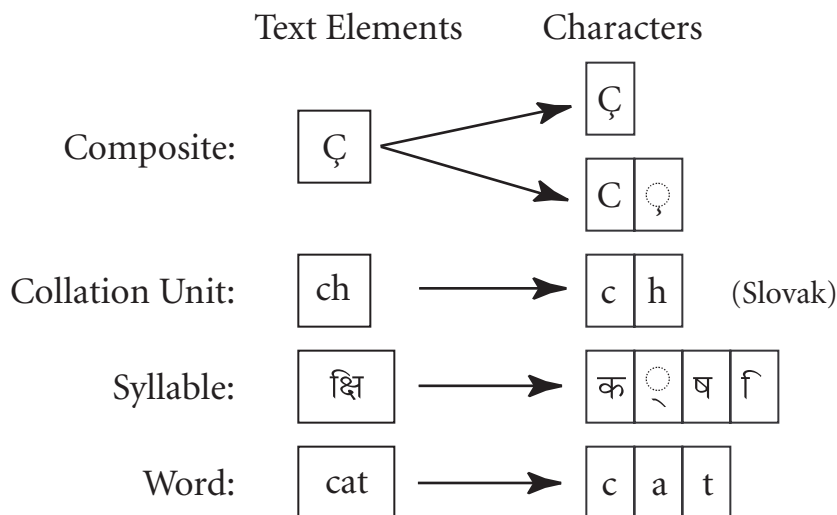 Text Elements Characters
Ç
Composite: Ç
C ◌̧
Collation Unit: ch c h (Slovak)
Syllable: क्षि क ◌् ष ि
Word: cat c a t